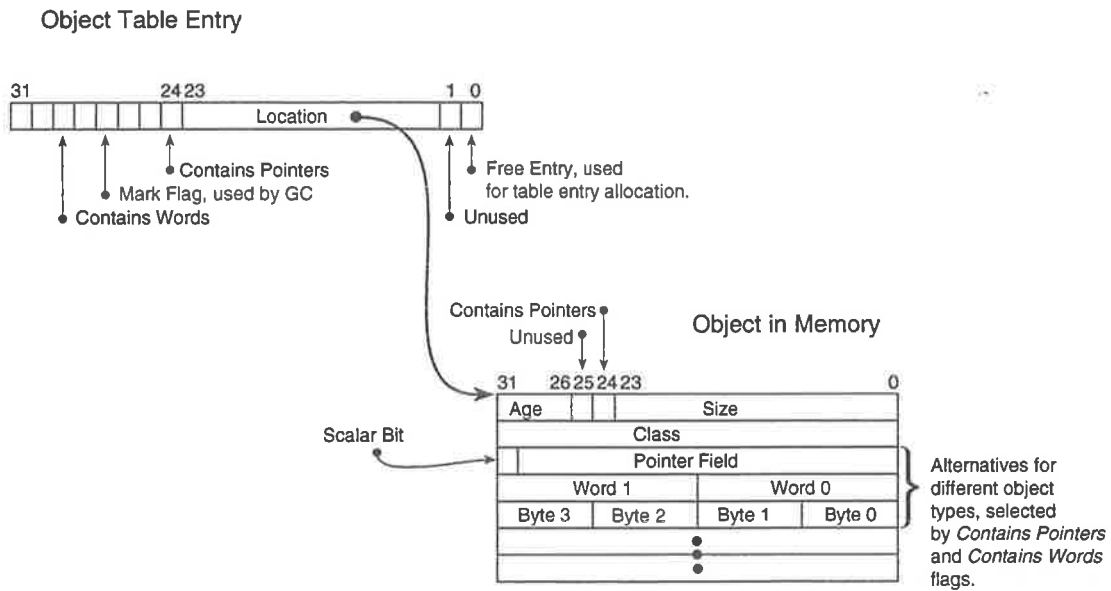 Object Table Entry
31 24 23 1 0
Location
Contains Pointers
Mark Flag, used by GC
Contains Words
Free Entry, used
for table entry allocation.
Unused
Contains Pointers
Unused
Object in Memory
31 26 25 24 23 0
Age Size
Class
Scalar Bit
Pointer Field
Word 1 Word 0
Byte 3 Byte 2 Byte 1 Byte 0
Alternatives for
different object
types, selected
by Contains Pointers
and Contains Words
flags.